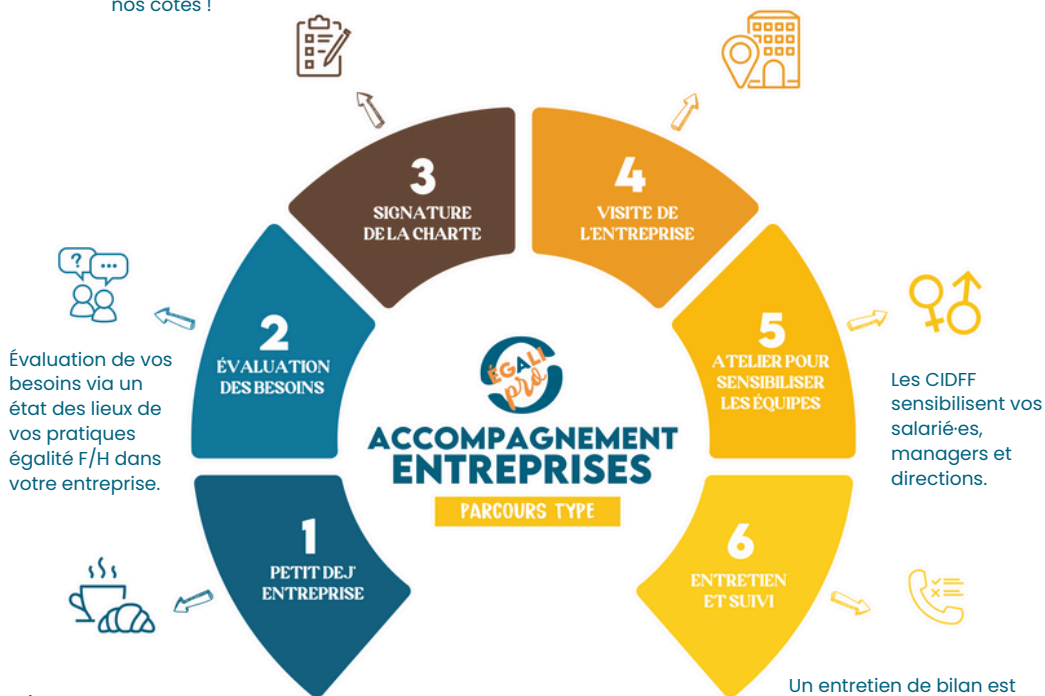 nos côtés !
3
SIGNATURE
DE LA CHARTE
4
VISITE DE
L'ENTREPRISE
2
ÉVALUATION
DES BESOINS
5
ATELIER POUR
SENSIBILISER
LES ÉQUIPES
Évaluation de vos
besoins via un
état des lieux de
vos pratiques
égalité F/H dans
votre entreprise.
Les CIDFF
sensibilisent vos
salarié·es,
managers et
directions.
ÉGALI
pro
ACCOMPAGNEMENT
ENTREPRISES
PARCOURS TYPE
1
PETIT DEJ'
ENTREPRISE
6
ENTRETIEN
ET SUIVI
Un entretien de bilan est